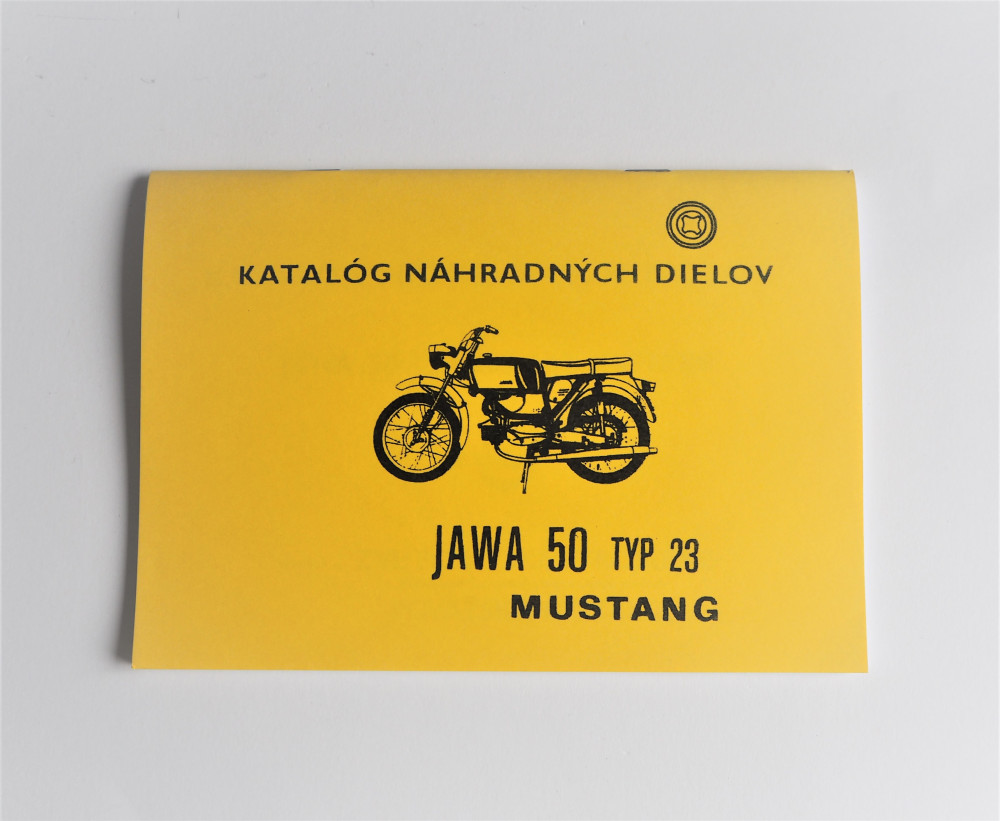 KATALÓG NÁHRADNÝCH DIELOV
JAWA 50 TYP 23
MUSTANG